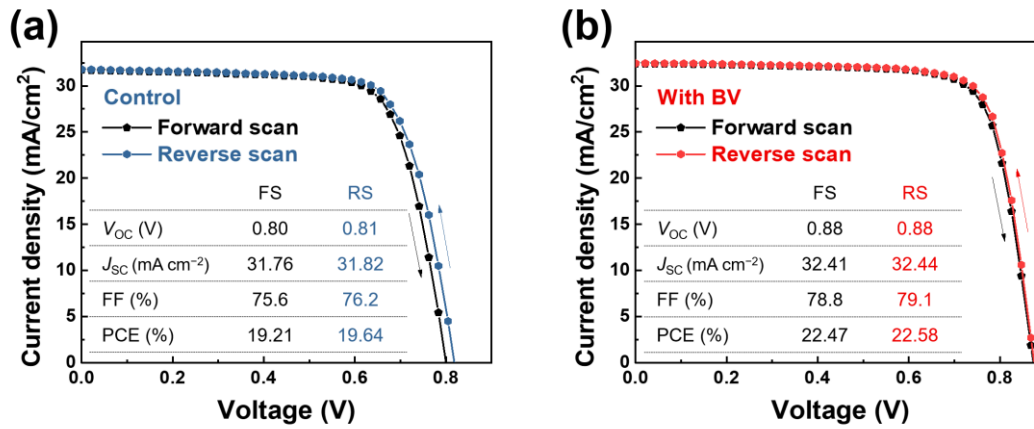 (a)
Current density (mA/cm²)
30
25
20
15
10
5
0
Control
Forward scan
Reverse scan
FS RS
VOC (V) 0.80 0.81
JSC (mA cm−2) 31.76 31.82
FF (%) 75.6 76.2
PCE (%) 19.21 19.64
0.0 0.2 0.4 0.6 0.8
Voltage (V)
(b)
Current density (mA/cm²)
30
25
20
15
10
5
0
With BV
Forward scan
Reverse scan
FS RS
VOC (V) 0.88 0.88
JSC (mA cm−2) 32.41 32.44
FF (%) 78.8 79.1
PCE (%) 22.47 22.58
0.0 0.2 0.4 0.6 0.8
Voltage (V)